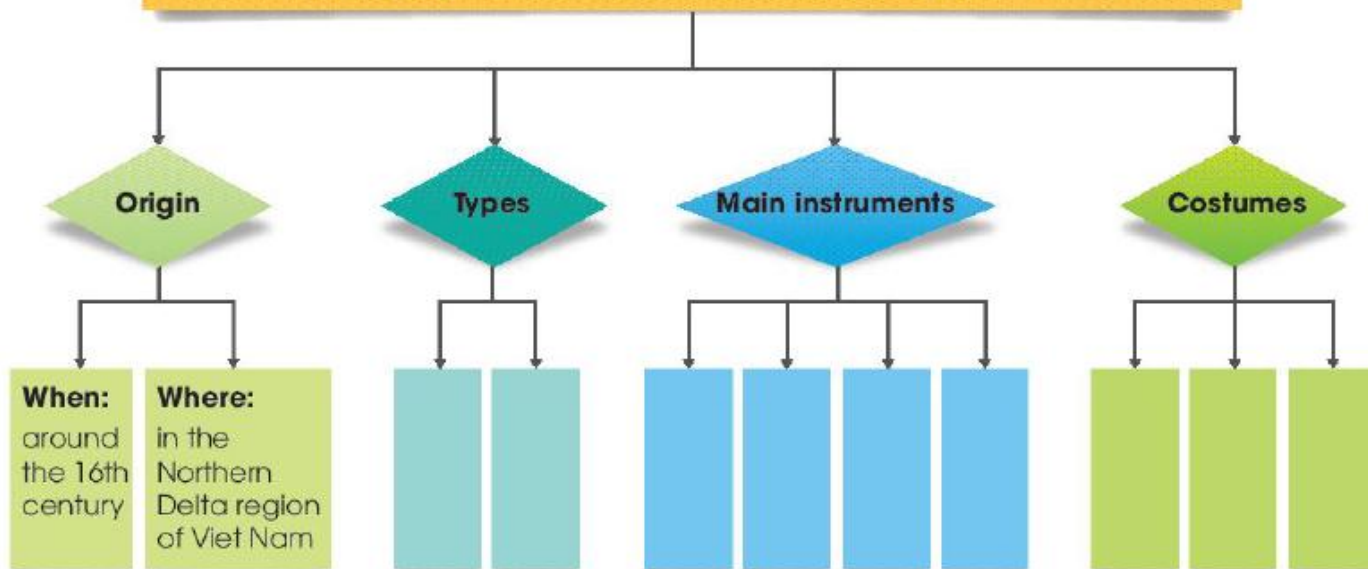 Origin
Types
Main instruments
Costumes
When:
around
the 16th
century
Where:
in the
Northern
Delta region
of Viet Nam